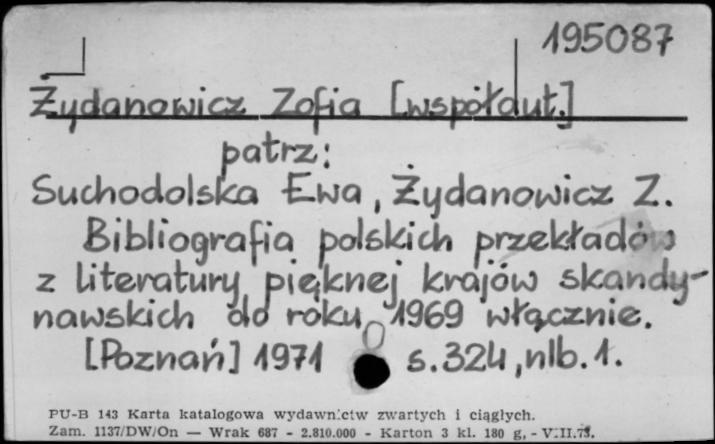 195087
Żydanowicz Zofia [współaut.]
patrz:
Suchodolska Ewa, Żydanowicz Z.
Bibliografia polskich przekładów
z literatury pięknej krajów skandy-
nawskich do roku 1969 włącznie.
[Poznań] 1971 s. 324, nlb. 1.
PU-B 143 Karta katalogowa wydawnictw zwartych i ciągłych.
Zam. 1137/DW/On — Wrak 687 - 2.810.000 - Karton 3 kl. 180 g, - V.II.73.